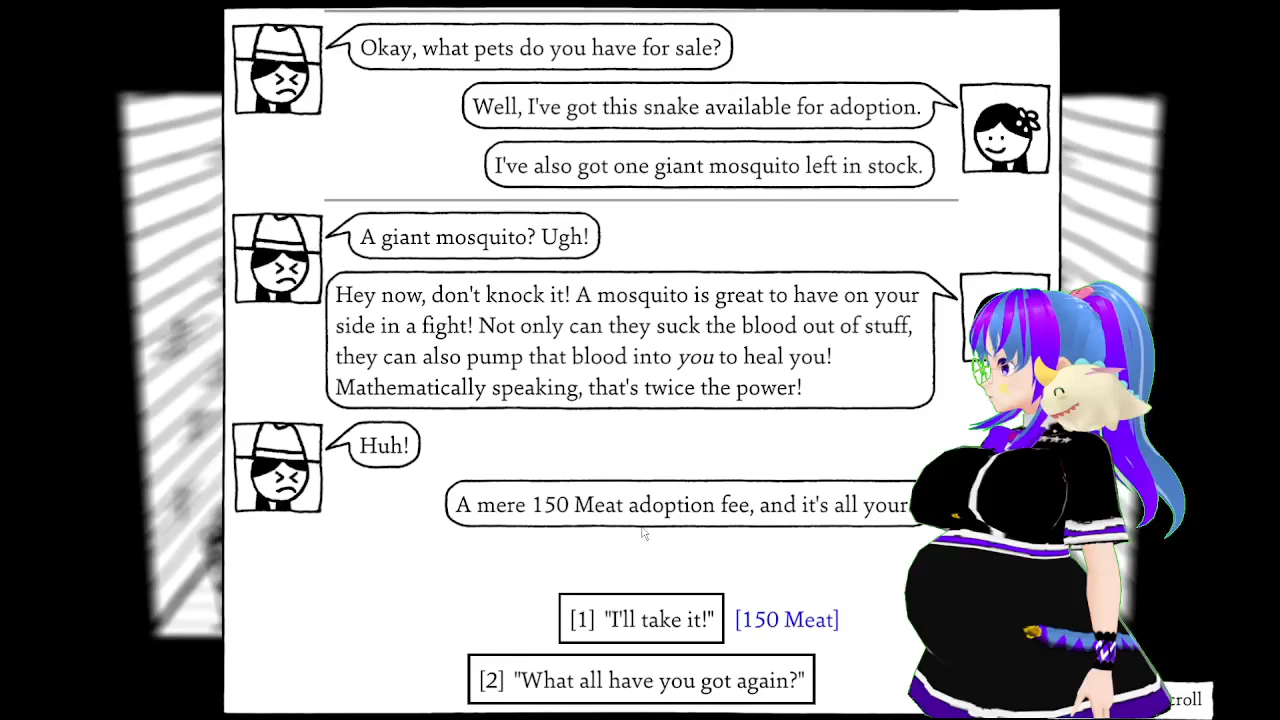 Okay, what pets do you have for sale?
Well, I've got this snake available for adoption.
I've also got one giant mosquito left in stock.
A giant mosquito? Ugh!
Hey now, don't knock it! A mosquito is great to have on your
side in a fight! Not only can they suck the blood out of stuff,
they can also pump that blood into you to heal you!
Mathematically speaking, that's twice the power!
Huh!
A mere 150 Meat adoption fee, and it's all your
[1] "I'll take it!" [150 Meat]
[2] "What all have you got again?"